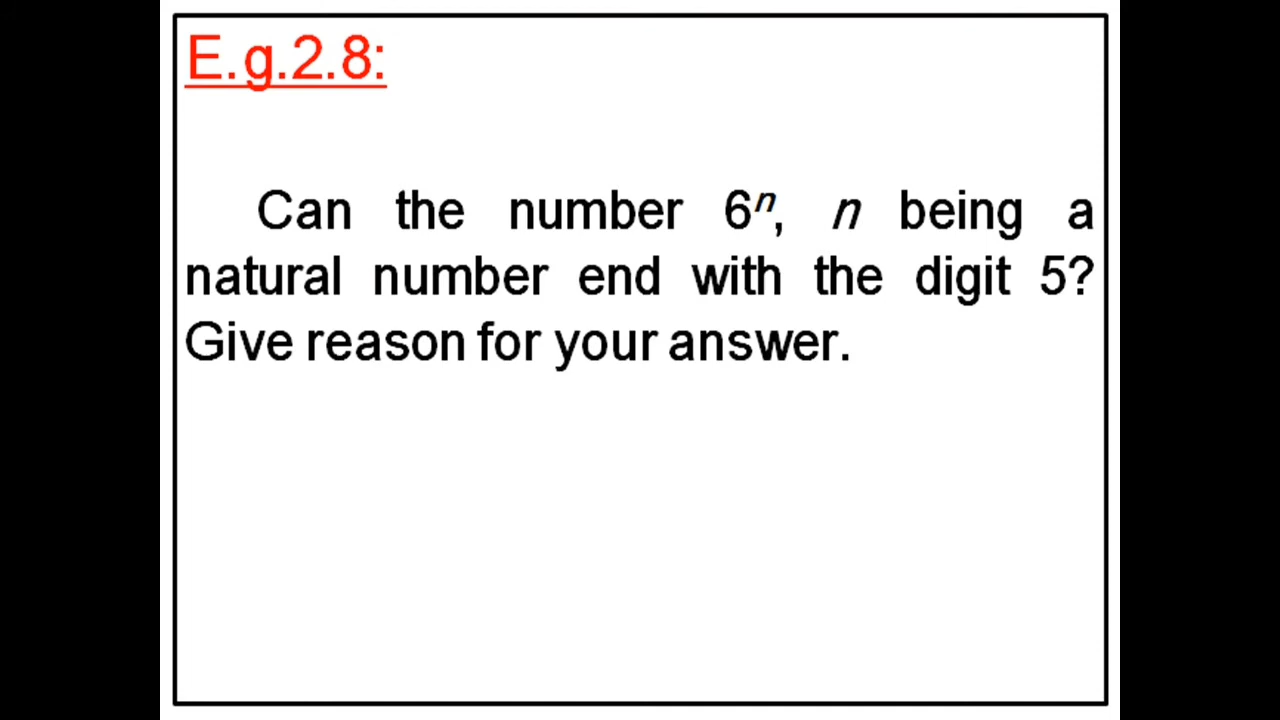 E.g.2.8:
Can the number 6ⁿ, n being a
natural number end with the digit 5?
Give reason for your answer.